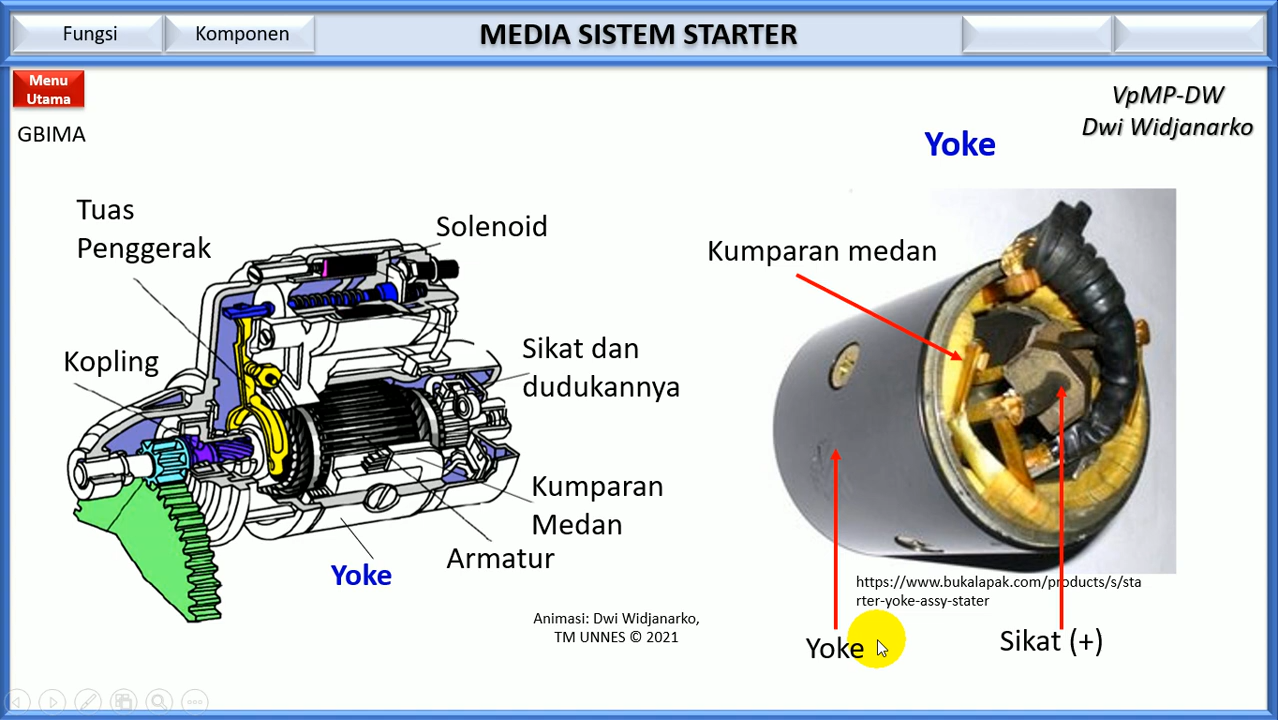 Fungsi
Komponen
MEDIA SISTEM STARTER
Menu
Utama
GBIMA
VpMP-DW
Dwi Widjanarko
Yoke
Tuas
Penggerak
Solenoid
Kopling
Sikat dan
dudukannya
Kumparan
Medan
Armatur
Yoke
Kumparan medan
https://www.bukalapak.com/products/s/sta
rter-yoke-assy-stater
Yoke
Sikat (+)
Animasi: Dwi Widjanarko,
TM UNNES © 2021